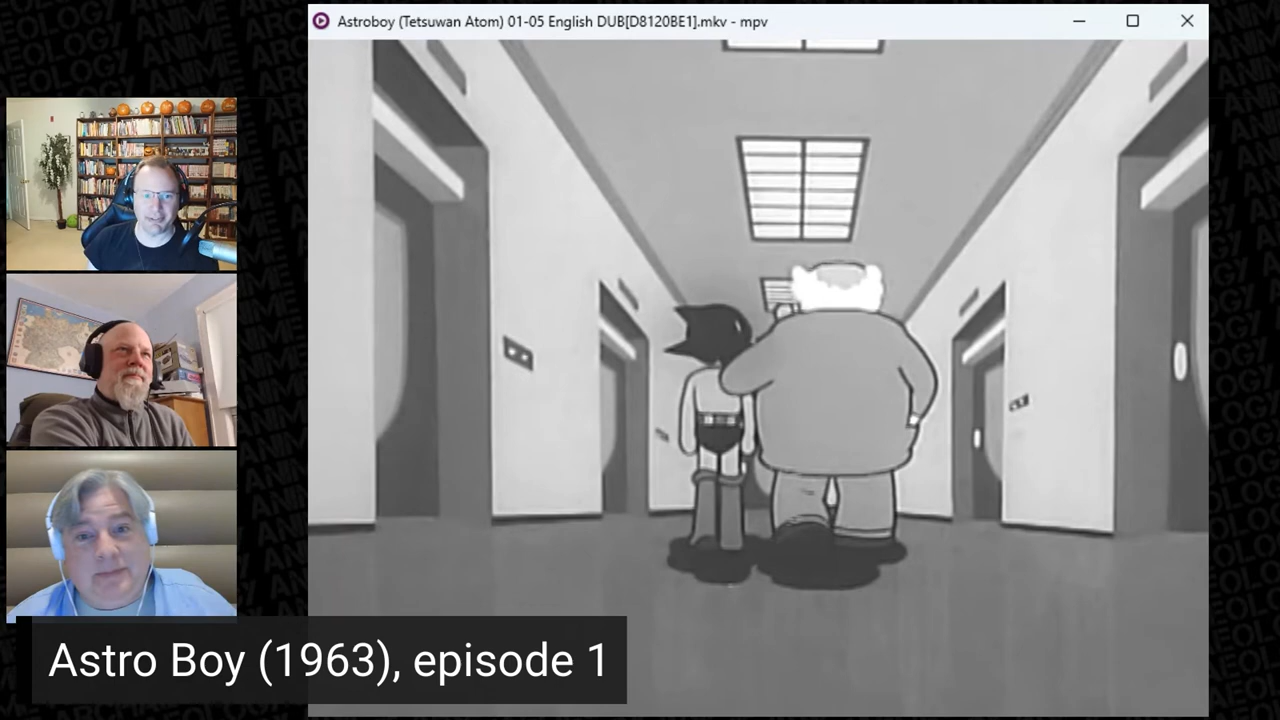 Astroboy (Tetsuwan Atom) 01-05 English DUB[D8120BE1].mkv - mpv
Astro Boy (1963), episode 1